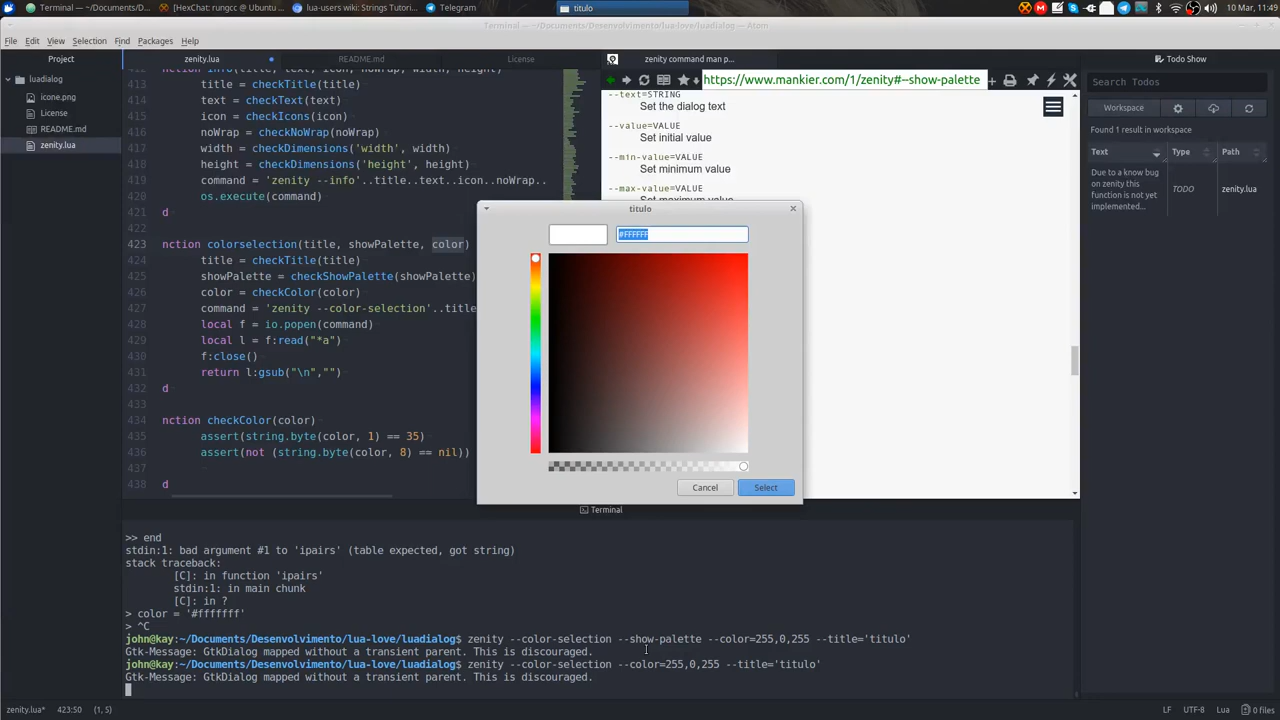 Terminal – ~/Documents/D...
[HexChat: rungcc @ Ubunt...
lua-users wiki: Strings Tutori...
Telegram
titulo
10 Mar, 11:49
Terminal — ~/Documents/Desenvolvimento/lua-love/luadialog — Atom
File Edit View Selection Find Packages Help
Project
luadialog
icone.png
License
README.md
zenity.lua
zenity.lua
README.md
License
zenity command man p...
413 title = checkTitle(title)
414 text = checkText(text)
415 icon = checkIcons(icon)
416 noWrap = checkNoWrap(noWrap)
417 width = checkDimensions('width', width)
418 height = checkDimensions('height', height)
419 command = 'zenity --info'..title..text..icon..noWrap..
420 os.execute(command)
421 d
422
423 nction colorselection(title, showPalette, color)
424 title = checkTitle(title)
425 showPalette = checkShowPalette(showPalette)
426 color = checkColor(color)
427 command = 'zenity --color-selection'..title
428 local f = io.popen(command)
429 local l = f:read("*a")
430 f:close()
431 return l:gsub("\n","")
432 d
433
434 nction checkColor(color)
435 assert(string.byte(color, 1) == 35)
436 assert(not (string.byte(color, 8) == nil))
437
438 d
https://www.mankier.com/1/zenity#--show-palette
--text=STRING
Set the dialog text
--value=VALUE
Set initial value
--min-value=VALUE
Set minimum value
--max-value=VALUE
Set maximum value
titulo
#FFFFFF
Cancel
Select
Todo Show
Search Todos
Workspace
Found 1 result in workspace
Text Type Path
Due to a know bug
on zenity this
function is not yet
implemented...
TODO
zenity.lua
Terminal
>> end
stdin:1: bad argument #1 to 'ipairs' (table expected, got string)
stack traceback:
[C]: in function 'ipairs'
stdin:1: in main chunk
[C]: in ?
> color = '#fffffff'
> ^C
john@kay:~/Documents/Desenvolvimento/lua-love/luadialog$ zenity --color-selection --show-palette --color=255,0,255 --title='titulo'
Gtk-Message: GtkDialog mapped without a transient parent. This is discouraged.
john@kay:~/Documents/Desenvolvimento/lua-love/luadialog$ zenity --color-selection --color=255,0,255 --title='titulo'
Gtk-Message: GtkDialog mapped without a transient parent. This is discouraged.
zenity.lua* 423:50 (1, 5)
LF UTF-8 Lua 0 files